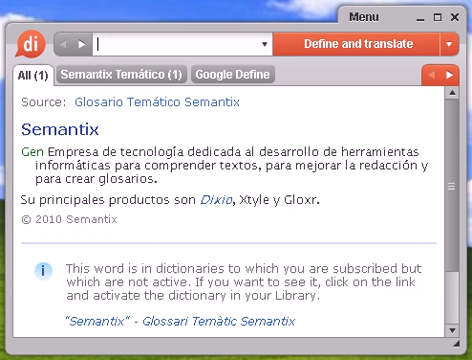 Menu
di
Define and translate
All (1)
Semantix Temático (1)
Google Define
Source: Glosario Temático Semantix
Semantix
Gen Empresa de tecnología dedicada al desarrollo de herramientas
informáticas para comprender textos, para mejorar la redacción y
para crear glosarios.
Su principales productos son Dixio, Xtyle y Gloxr.
© 2010 Semantix
This word is in dictionaries to which you are subscribed but
which are not active. If you want to see it, click on the link
and activate the dictionary in your Library.
"Semantix" - Glossari Temàtic Semantix